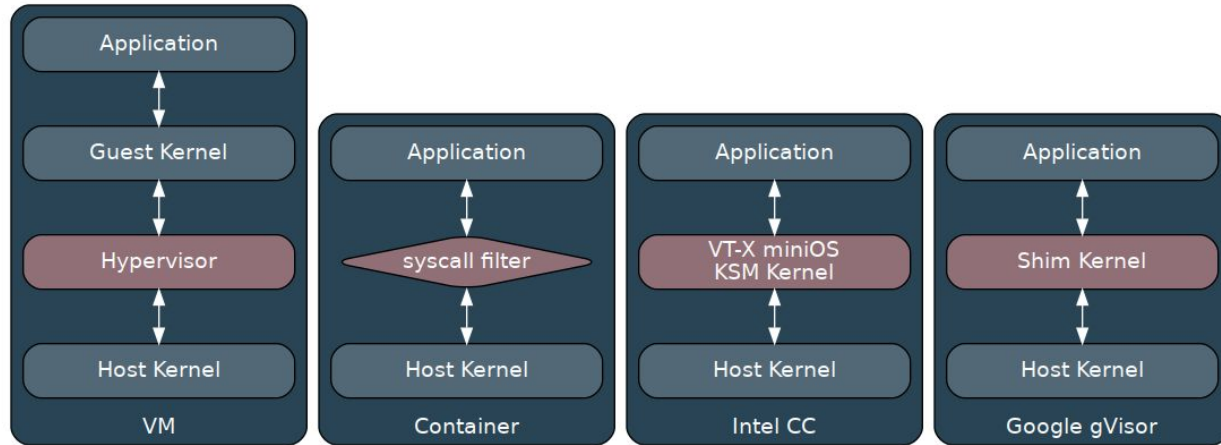 Application
Guest Kernel
Hypervisor
Host Kernel
VM
Application
syscall filter
Host Kernel
Container
Application
VT-X miniOS
KSM Kernel
Host Kernel
Intel CC
Application
Shim Kernel
Host Kernel
Google gVisor